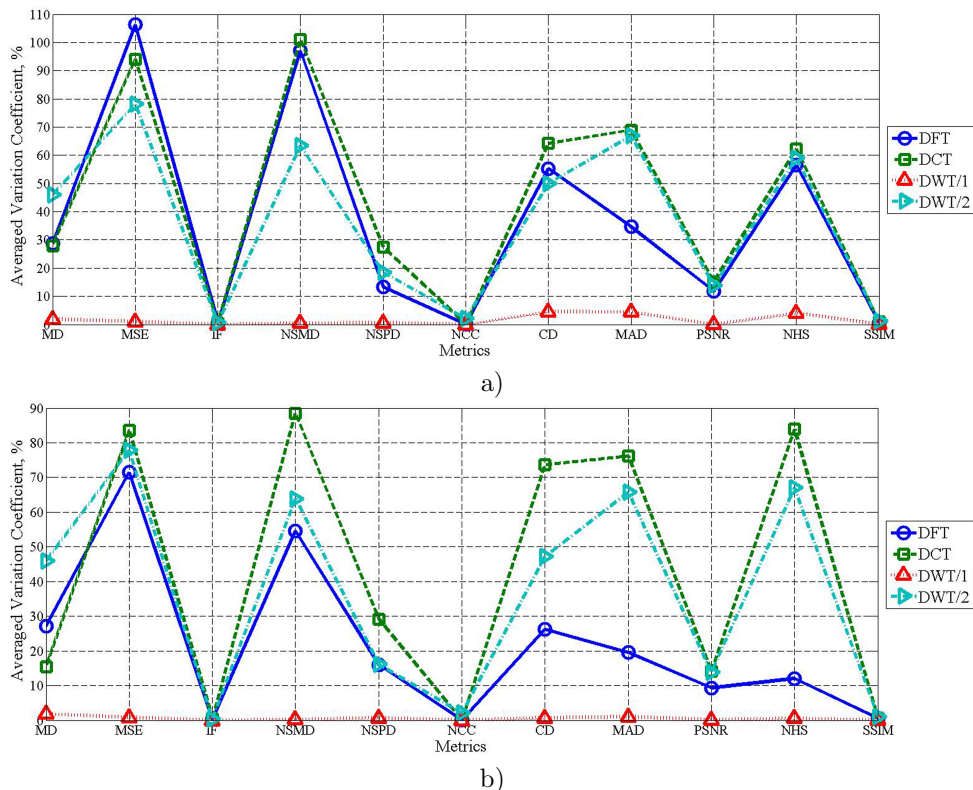 110
100
90
80
70
60
50
40
30
20
10
Averaged Variation Coefficient, %
MD MSE IF NSMD NSPD NCC CD MAD PSNR NHS SSIM
Metrics
DFT
DCT
DWT/1
DWT/2
a)
90
80
70
60
50
40
30
20
10
Averaged Variation Coefficient, %
MD MSE IF NSMD NSPD NCC CD MAD PSNR NHS SSIM
Metrics
DFT
DCT
DWT/1
DWT/2
b)